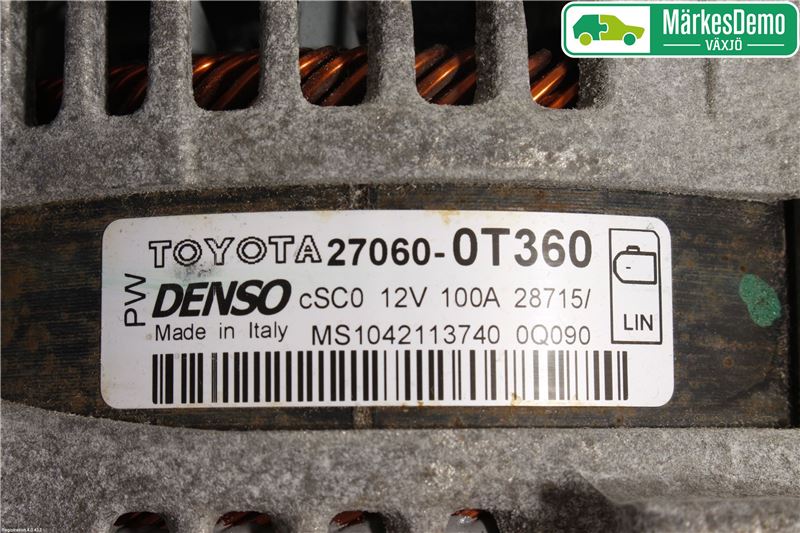 MärkesDemo
VÄXJÖ
PW
TOYOTA 27060-0T360
DENSO cSC0 12V 100A 28715/
LIN
Made in Italy MS1042113740 0Q090